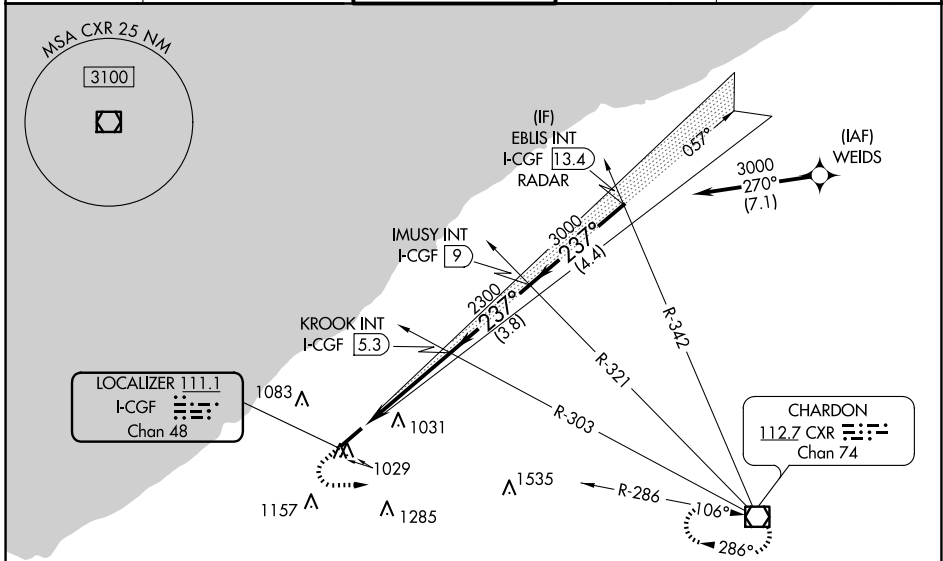 MSA CXR 25 NM
3100
(IF)
EBLIS INT
I-CGF 13.4
RADAR
057°
(IAF)
WEIDS
3000
270°
(7.1)
IMUSY INT
I-CGF 9
3000
237°
(4.4)
KROOK INT
I-CGF 5.3
2300
237°
(3.8)
R-342
R-321
R-303
LOCALIZER 111.1
I-CGF
Chan 48
1083
1031
1029
1157
1285
1535
CHARDON
112.7 CXR
Chan 74
R-286
106°
286°